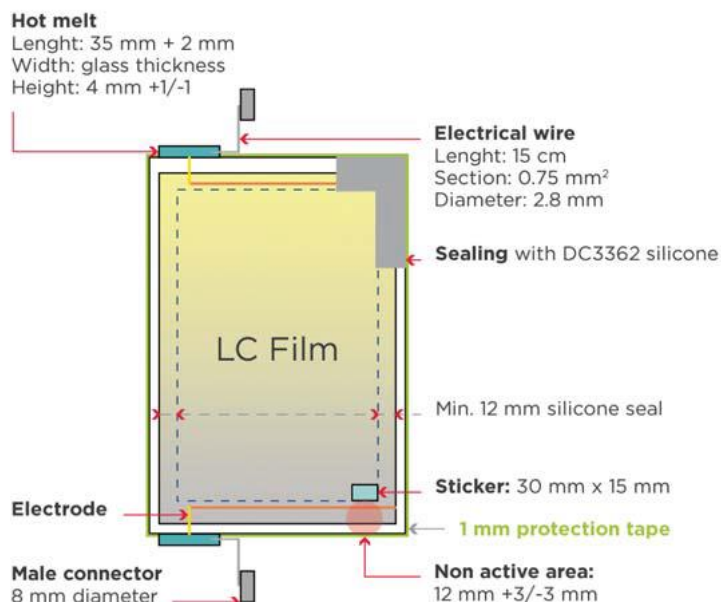 Hot melt
Lenght: 35 mm + 2 mm
Width: glass thickness
Height: 4 mm +1/-1
Electrical wire
Lenght: 15 cm
Section: 0.75 mm²
Diameter: 2.8 mm
Sealing with DC3362 silicone
LC Film
Min. 12 mm silicone seal
Sticker: 30 mm x 15 mm
Electrode
1 mm protection tape
Male connector
8 mm diameter
Non active area:
12 mm +3/-3 mm